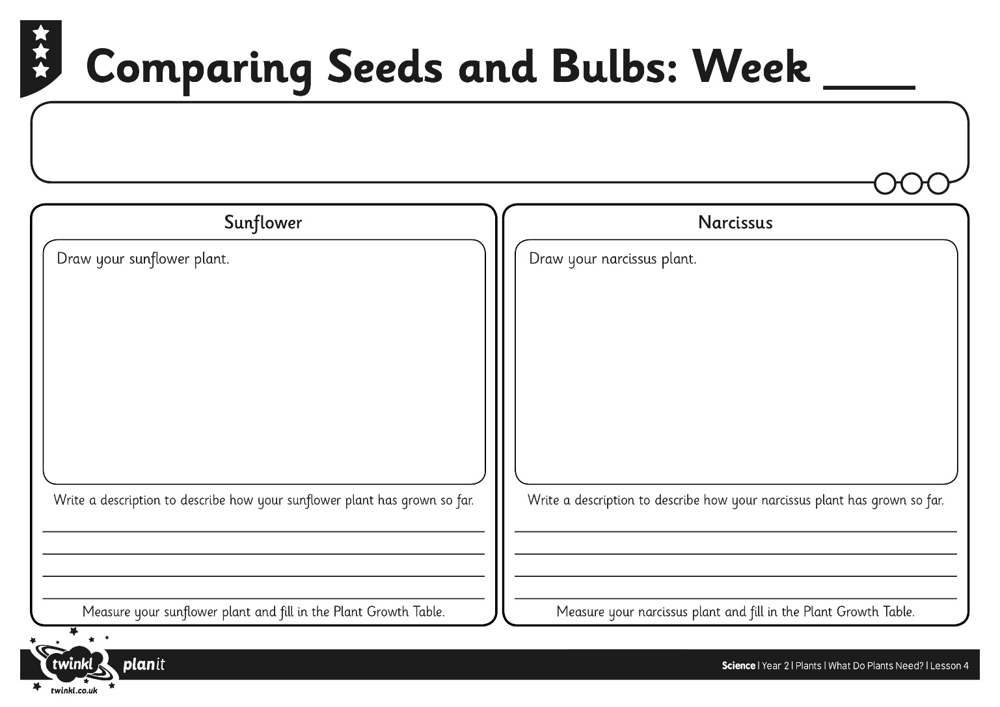 Comparing Seeds and Bulbs: Week ____
Sunflower
Draw your sunflower plant.
Write a description to describe how your sunflower plant has grown so far.
Measure your sunflower plant and fill in the Plant Growth Table.
Narcissus
Draw your narcissus plant.
Write a description to describe how your narcissus plant has grown so far.
Measure your narcissus plant and fill in the Plant Growth Table.
twinkl
twinkl.co.uk
planit
Science | Year 2 | Plants | What Do Plants Need? | Lesson 4